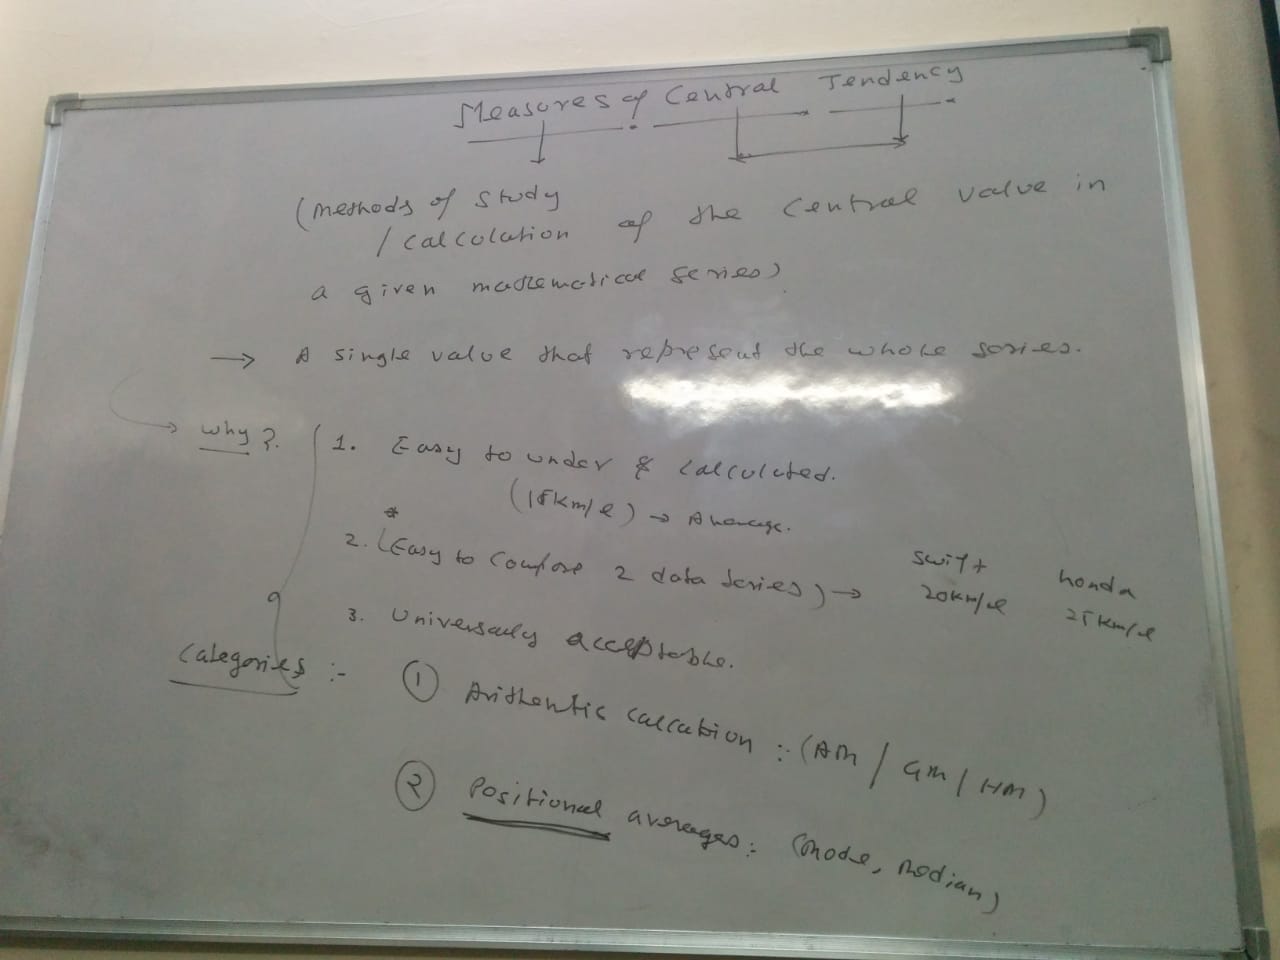 Measures of Central Tendency
(methods of study
/ calculation of the central value in
a given mathematical series)
→ A single value that represent the whole series.
→ why?
1. Easy to under & calculated.
(15km/l) → Average.
*
2. (Easy to compare 2 data series) → swift honda
20km/l 25km/l
3. Universally acceptable.
Categories :-
① Arithentic calcation :- (AM / GM / HM)
② Positional averages :- (mode, median)